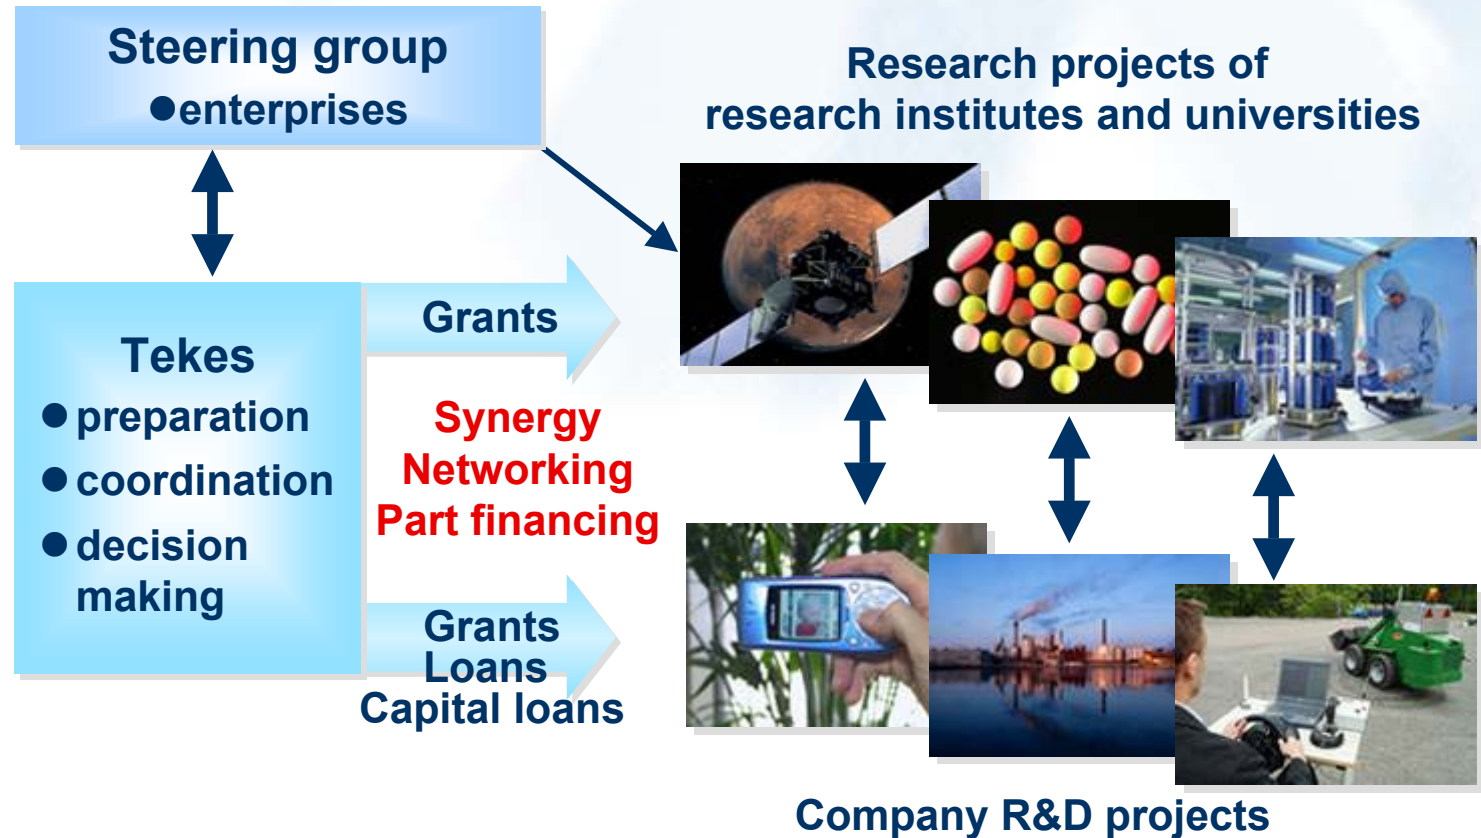 Steering group
●enterprises
Research projects of
research institutes and universities
Tekes
● preparation
● coordination
● decision
making
Grants
Synergy
Networking
Part financing
Grants
Loans
Capital loans
Company R&D projects